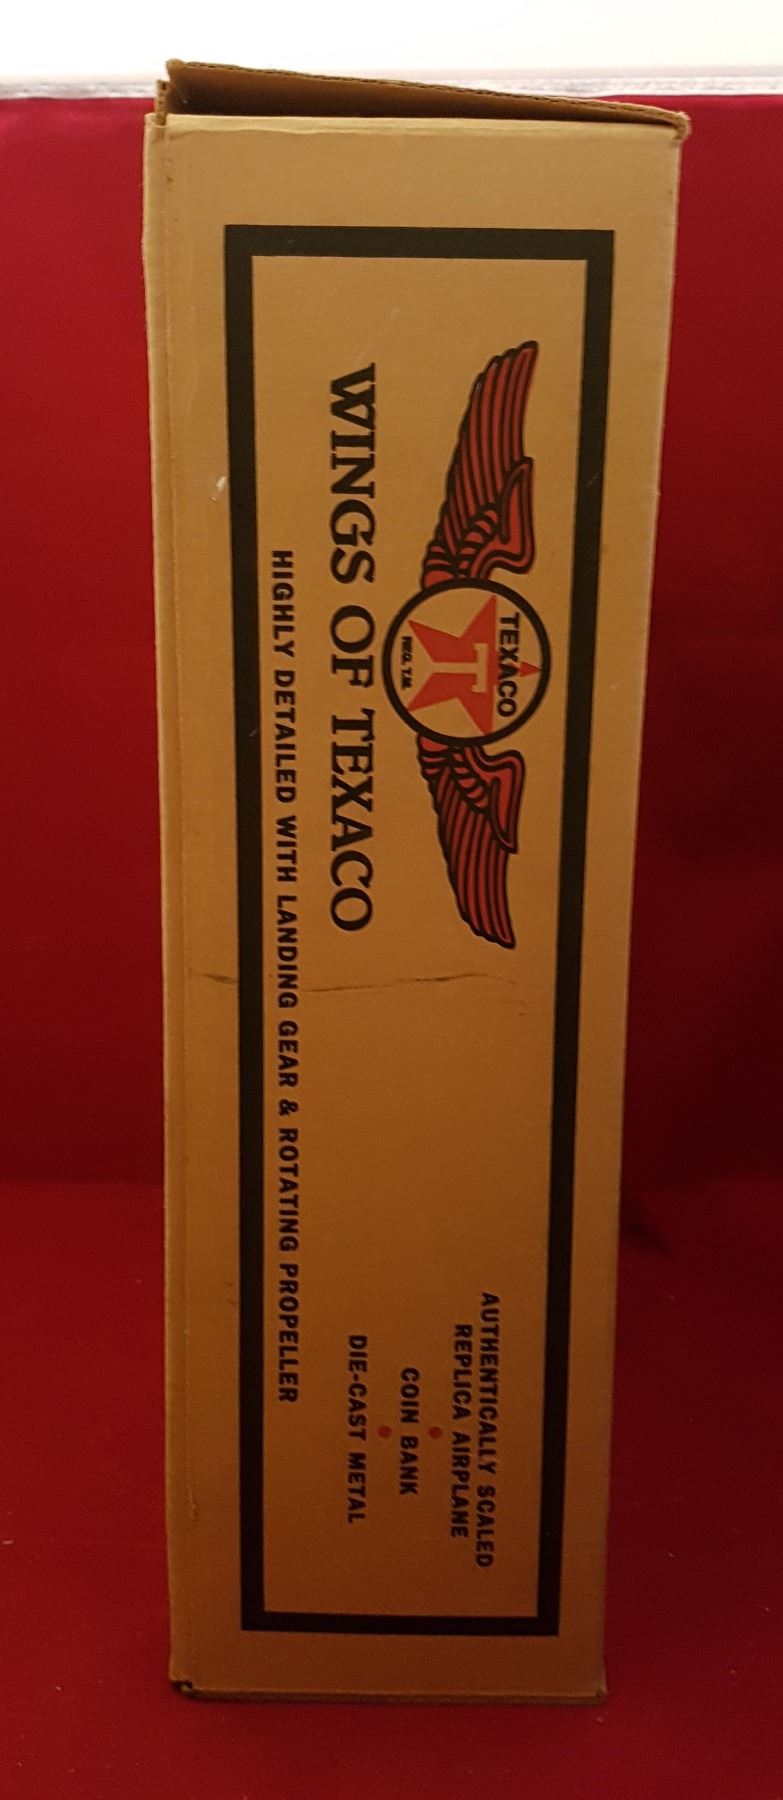 TEXACO
T
REG. T.M.
WINGS OF TEXACO
HIGHLY DETAILED WITH LANDING GEAR & ROTATING PROPELLER
AUTHENTICALLY SCALED
REPLICA AIRPLANE
COIN BANK
DIE-CAST METAL